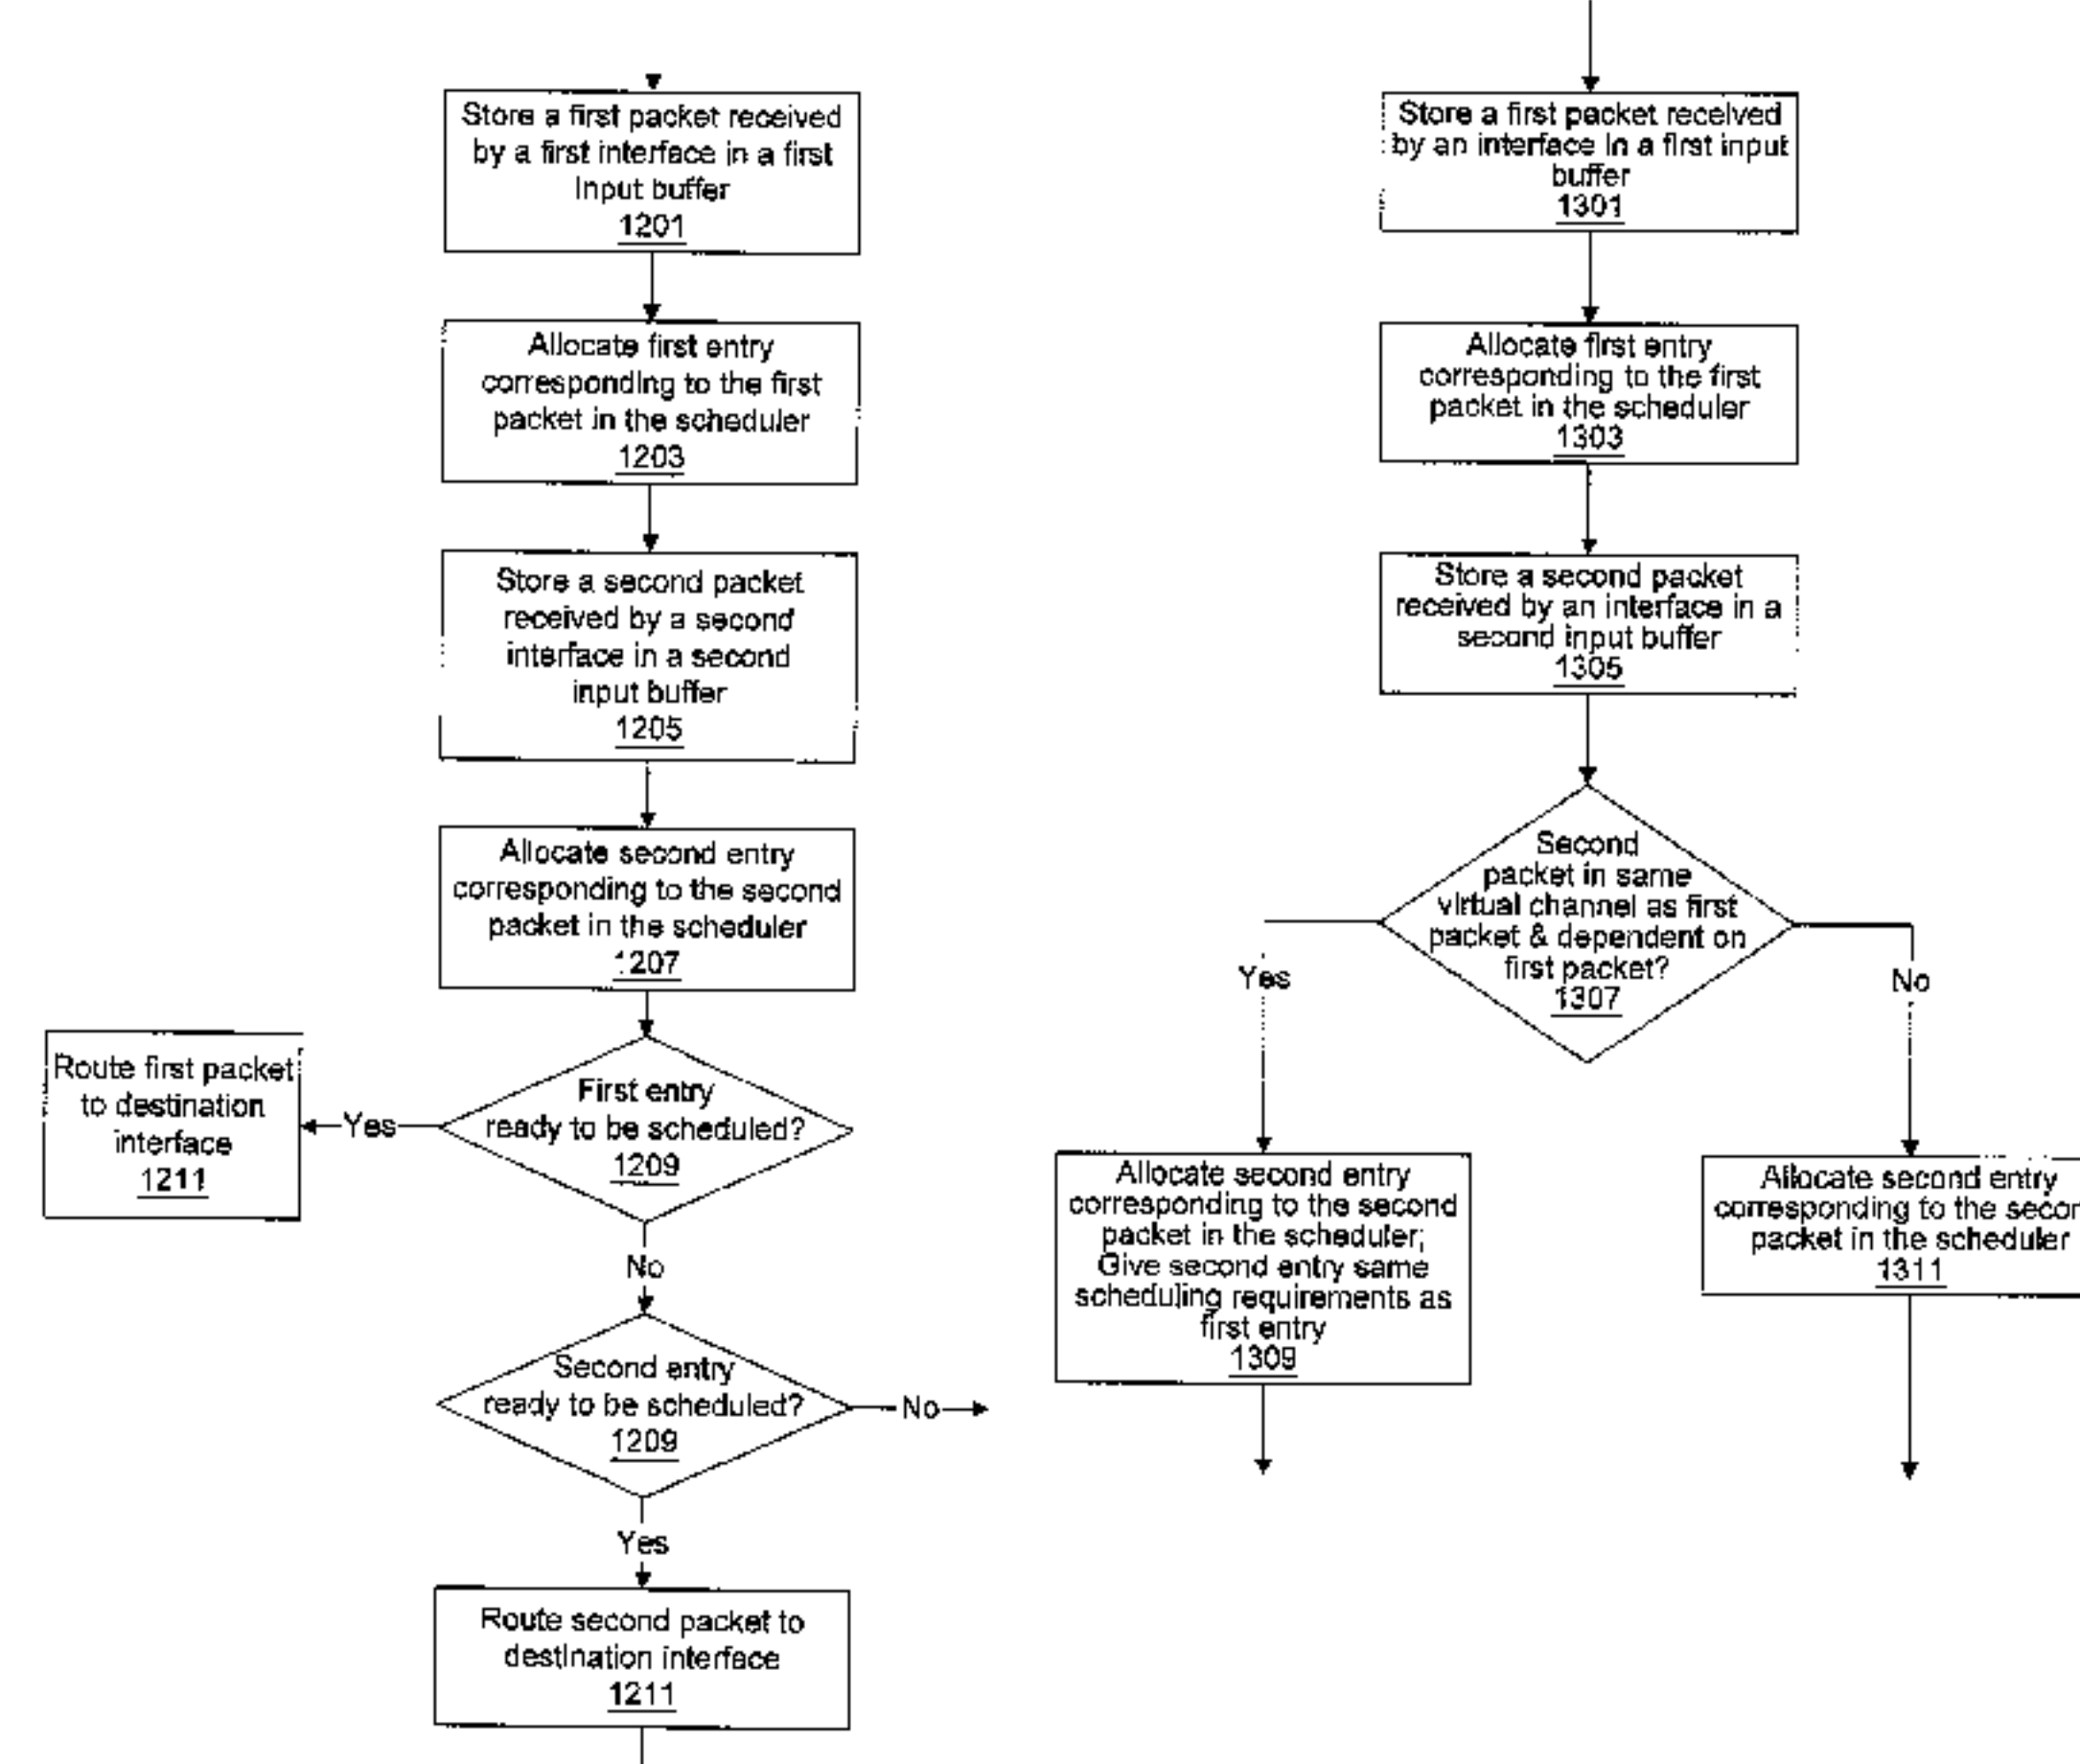 Store a first packet received
by a first interface in a first
input buffer
1201
Allocate first entry
corresponding to the first
packet in the scheduler
1203
Store a second packet
received by a second
interface in a second
input buffer
1205
Allocate second entry
corresponding to the second
packet in the scheduler
1207
First entry
ready to be scheduled?
1209
Yes
Route first packet
to destination
interface
1211
No
Second entry
ready to be scheduled?
1209
No
Yes
Route second packet to
destination interface
1211
Store a first packet received
by an interface in a first input
buffer
1301
Allocate first entry
corresponding to the first
packet in the scheduler
1303
Store a second packet
received by an interface in a
second input buffer
1305
Second
packet in same
virtual channel as first
packet & dependent on
first packet?
1307
Yes
No
Allocate second entry
corresponding to the second
packet in the scheduler;
Give second entry same
scheduling requirements as
first entry
1309
Allocate second entry
corresponding to the
packet in the scheduler
1311